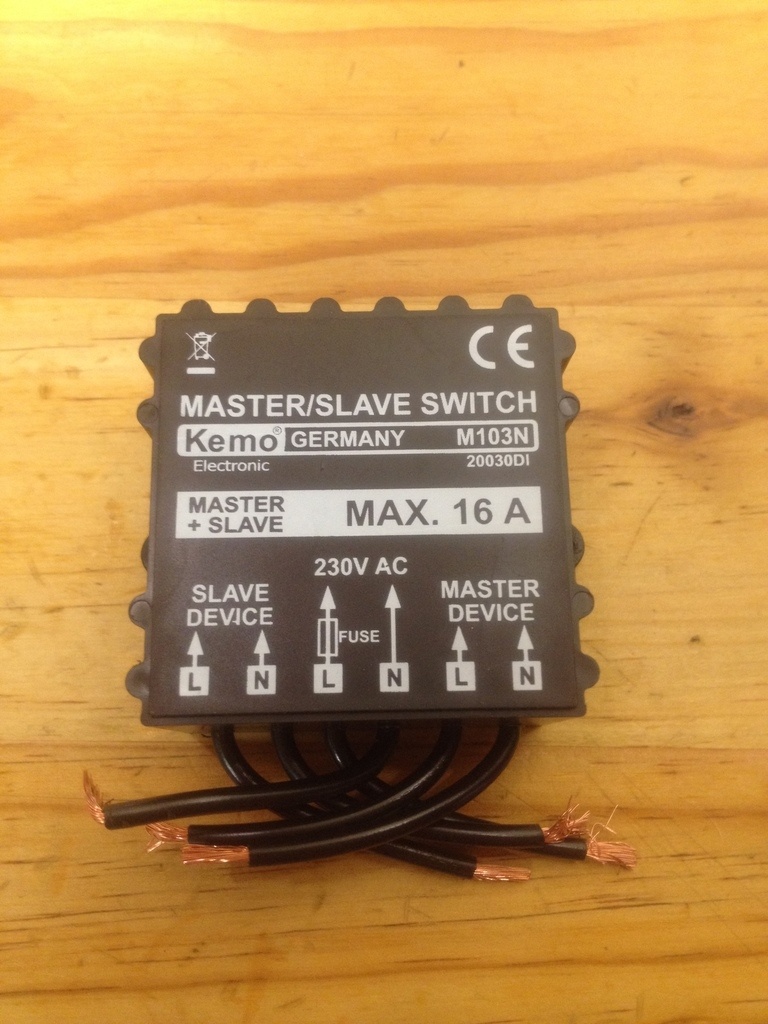 CE
MASTER/SLAVE SWITCH
Kemo® GERMANY M103N
Electronic 20030DI
MASTER + SLAVE MAX. 16 A
230V AC
SLAVE DEVICE
MASTER DEVICE
FUSE
L N L N L N